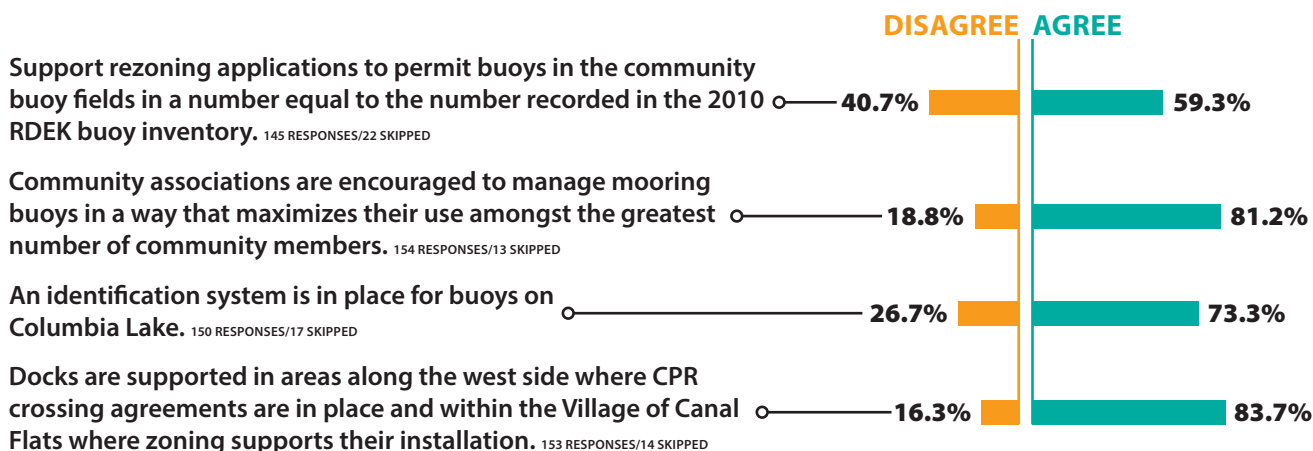 DISAGREE AGREE
Support rezoning applications to permit buoys in the community
buoy fields in a number equal to the number recorded in the 2010
RDEK buoy inventory. 145 RESPONSES/22 SKIPPED
40.7% 59.3%
Community associations are encouraged to manage mooring
buoys in a way that maximizes their use amongst the greatest
number of community members. 154 RESPONSES/13 SKIPPED
18.8% 81.2%
An identification system is in place for buoys on
Columbia Lake. 150 RESPONSES/17 SKIPPED
26.7% 73.3%
Docks are supported in areas along the west side where CPR
crossing agreements are in place and within the Village of Canal
Flats where zoning supports their installation. 153 RESPONSES/14 SKIPPED
16.3% 83.7%